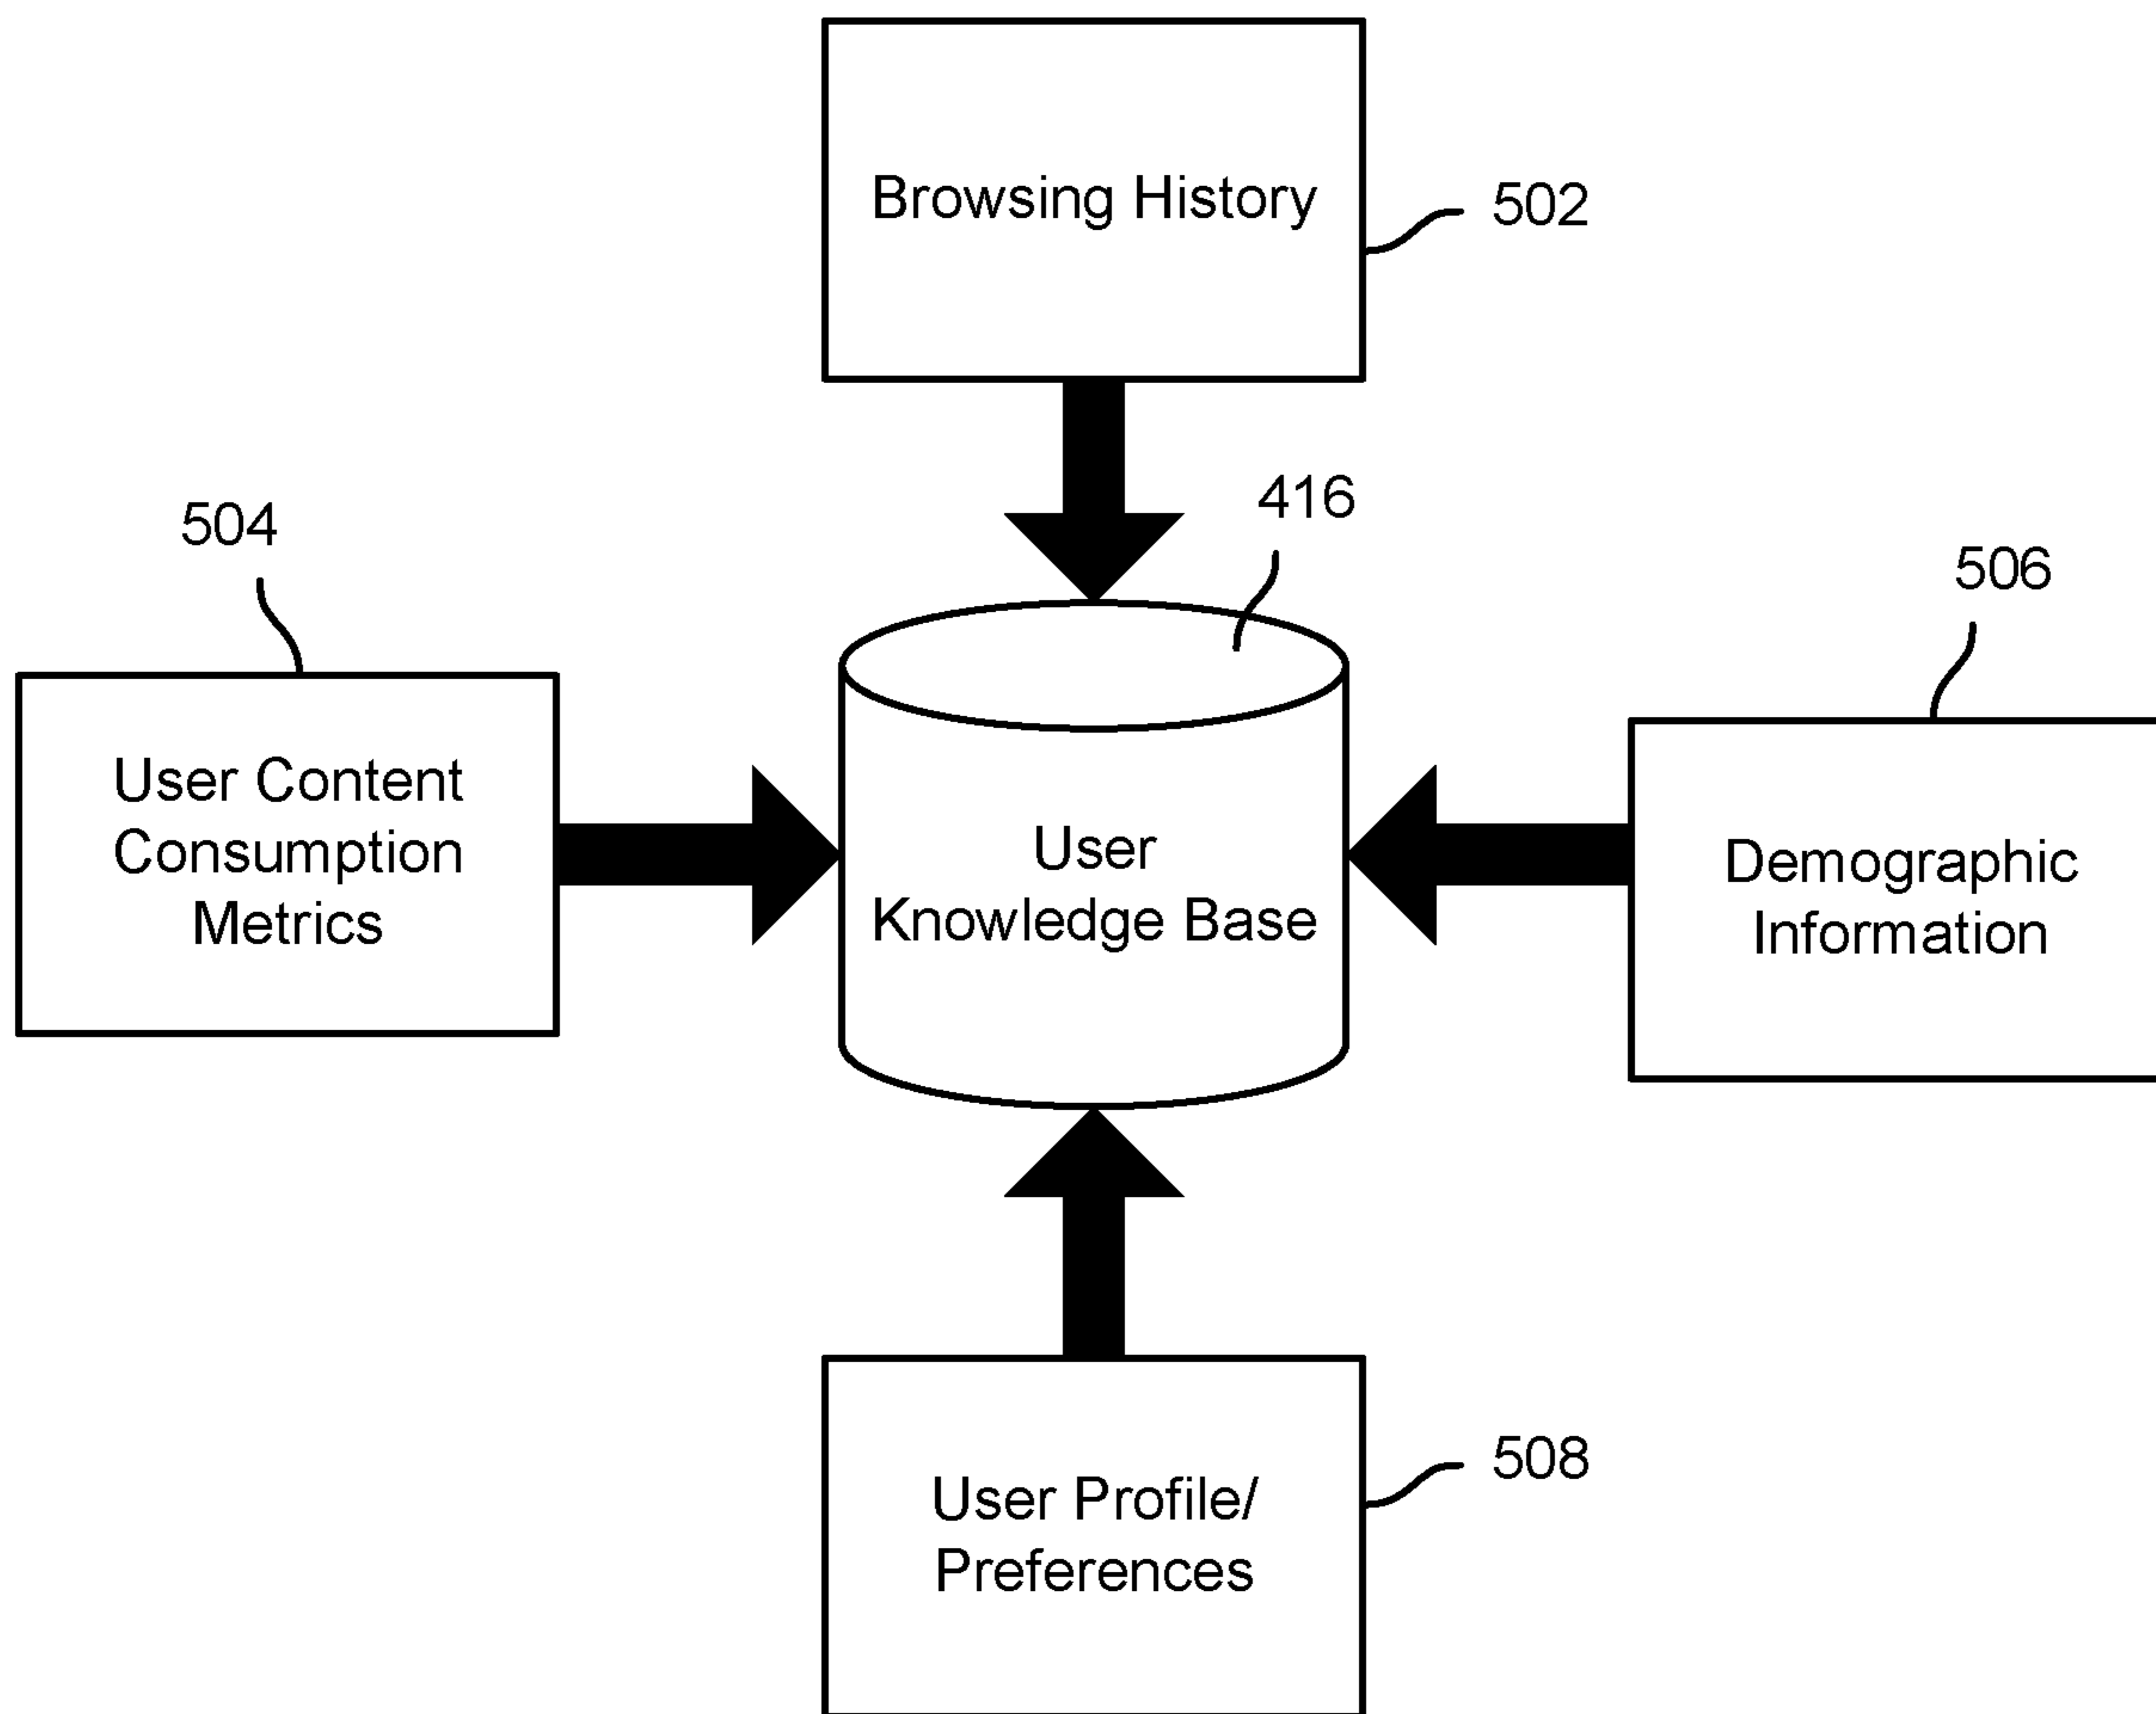 Browsing History
502
416
504
506
User Content
Consumption
Metrics
User
Knowledge Base
Demographic
Information
User Profile/
Preferences
508